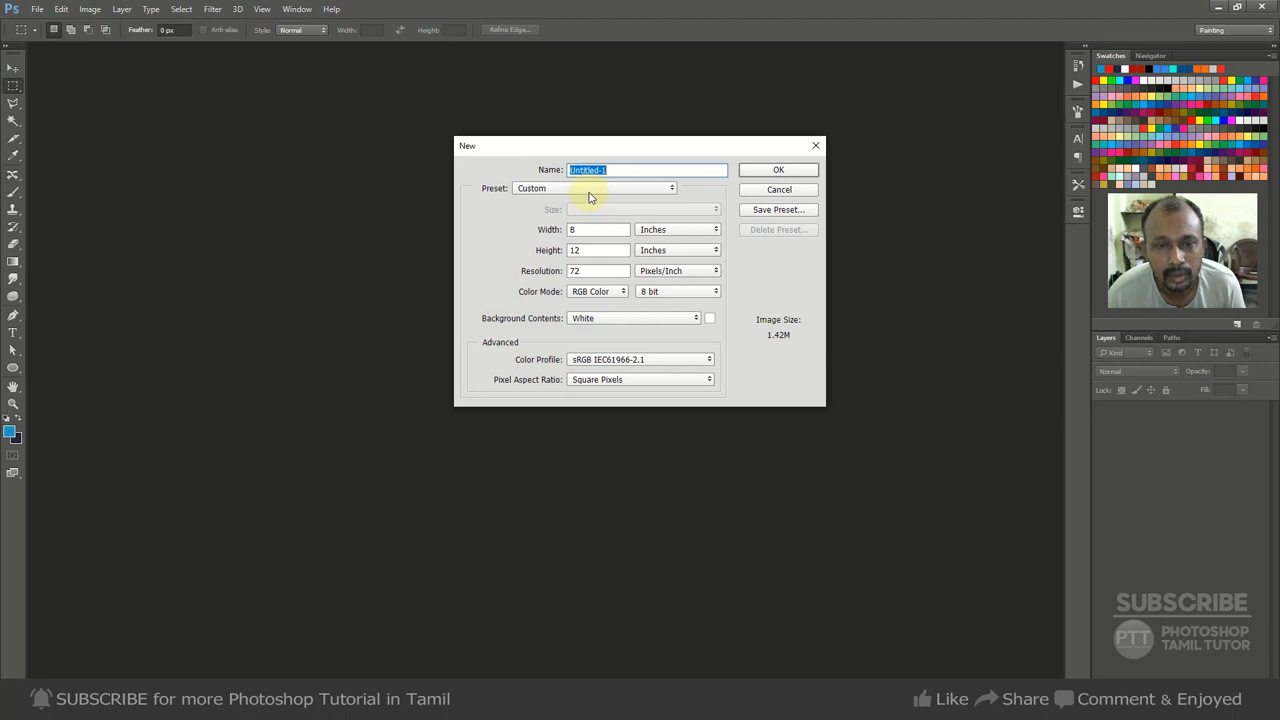 Ps File Edit Image Layer Type Select Filter 3D View Window Help
Feather: 0 px Anti-alias Style: Normal Width: Height: Refine Edge... Painting
Swatches Navigator
New
Name: Untitled-1 OK
Preset: Custom Cancel
Size: Save Preset...
Width: 8 Inches Delete Preset...
Height: 12 Inches
Resolution: 72 Pixels/Inch
Color Mode: RGB Color 8 bit
Background Contents: White Image Size:
1.42M
Advanced
Color Profile: sRGB IEC61966-2.1
Pixel Aspect Ratio: Square Pixels
Layers Channels Paths
Kind
Normal Opacity:
Lock: Fill:
SUBSCRIBE
PTT PHOTOSHOP
TAMIL TUTOR
SUBSCRIBE for more Photoshop Tutorial in Tamil Like Share Comment & Enjoyed